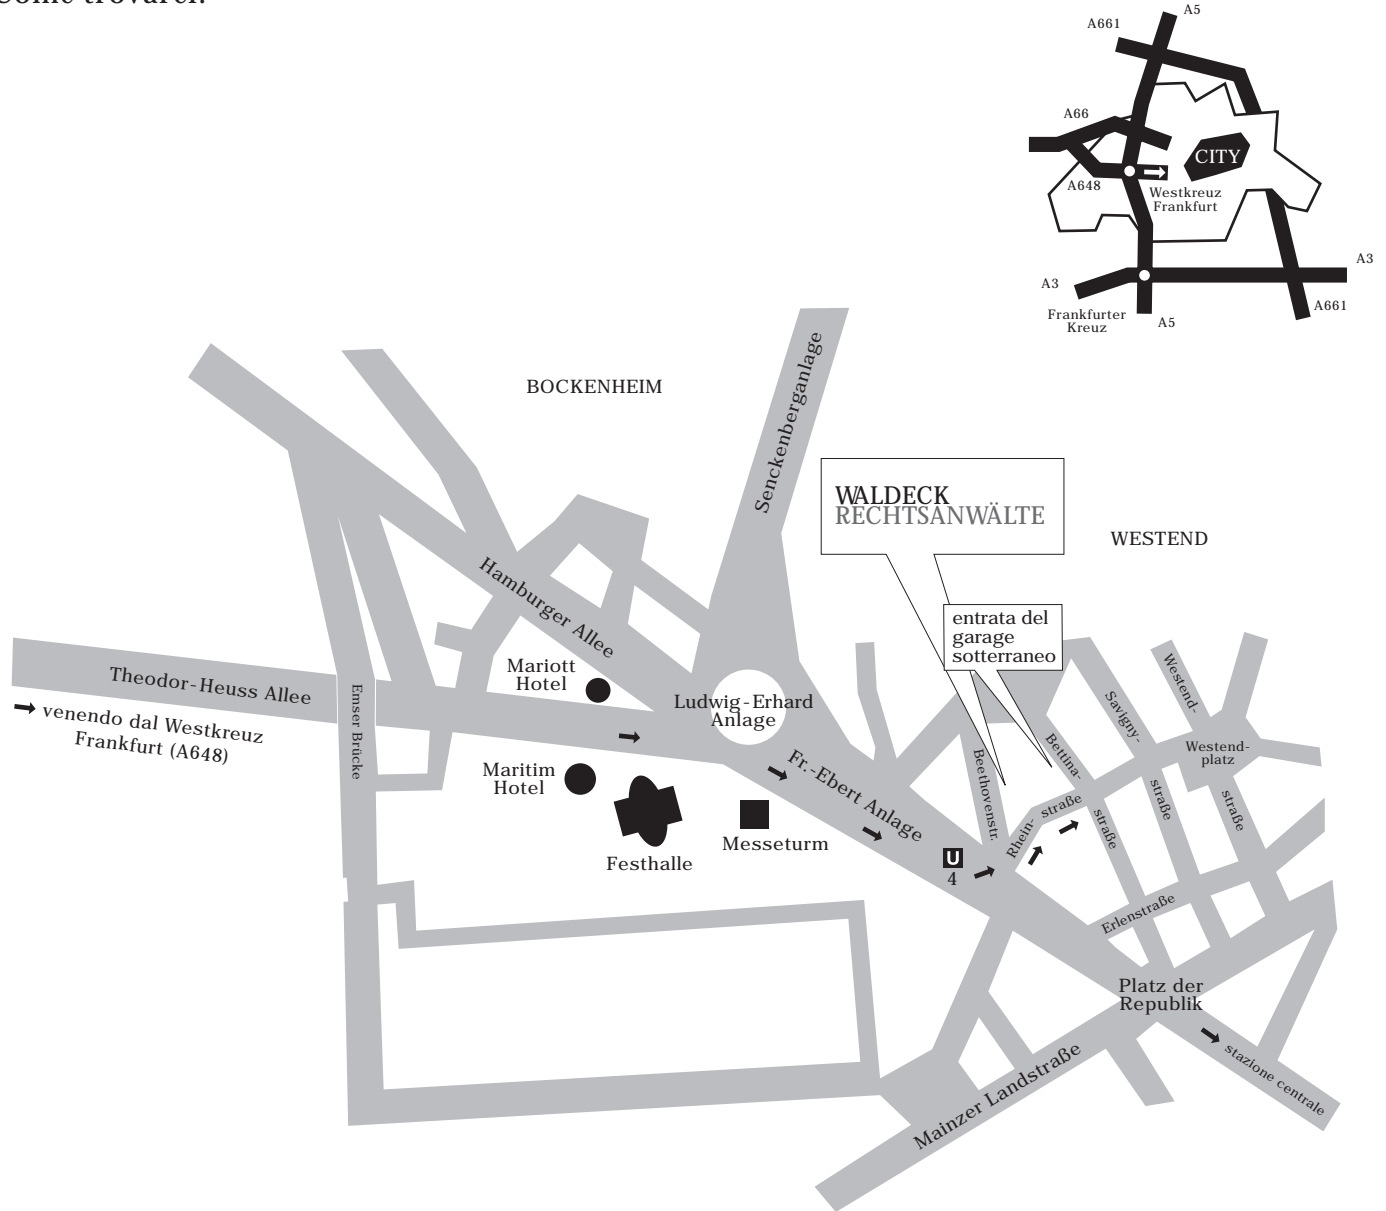 Come trovarci:
A5
A661
A66
CITY
A648
Westkreuz
Frankfurt
A3
A3
A661
Frankfurter
Kreuz
A5
BOCKENHEIM
Senckenberganlage
WALDECK
RECHTSANWÄLTE
WESTEND
Hamburger Allee
entrata del
garage
sotterraneo
Mariott
Hotel
Theodor-Heuss Allee
venendo dal Westkreuz
Frankfurt (A648)
Emser Brücke
Ludwig-Erhard
Anlage
Westend-
Savigny-
Bettina-
Westend-
platz
Beethovenstr.
Maritim
Hotel
Fr.-Ebert Anlage
Rhein-
straße
straße
straße
straße
Festhalle
Messeturm
U
4
Erlenstraße
Platz der
Republik
Mainzer Landstraße
stazione centrale